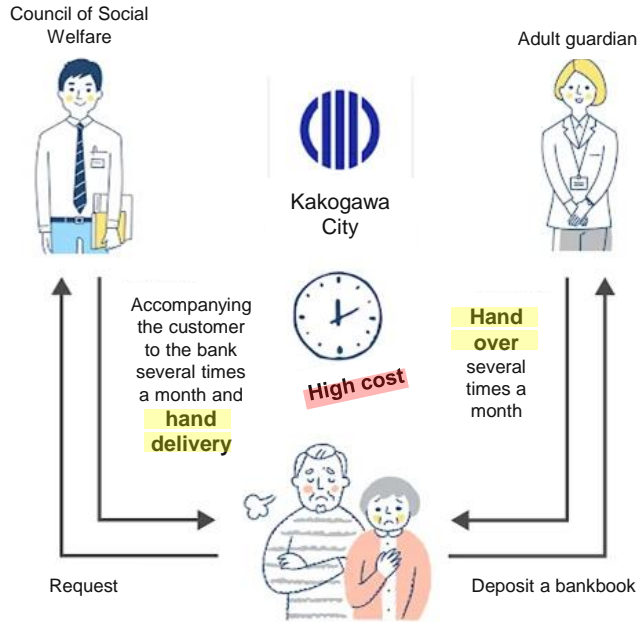 Council of Social
Welfare
Adult guardian
Kakogawa
City
Accompanying
the customer
to the bank
several times
a month and
hand
delivery
High cost
Hand
over
several
times a
month
Request
Deposit a bankbook